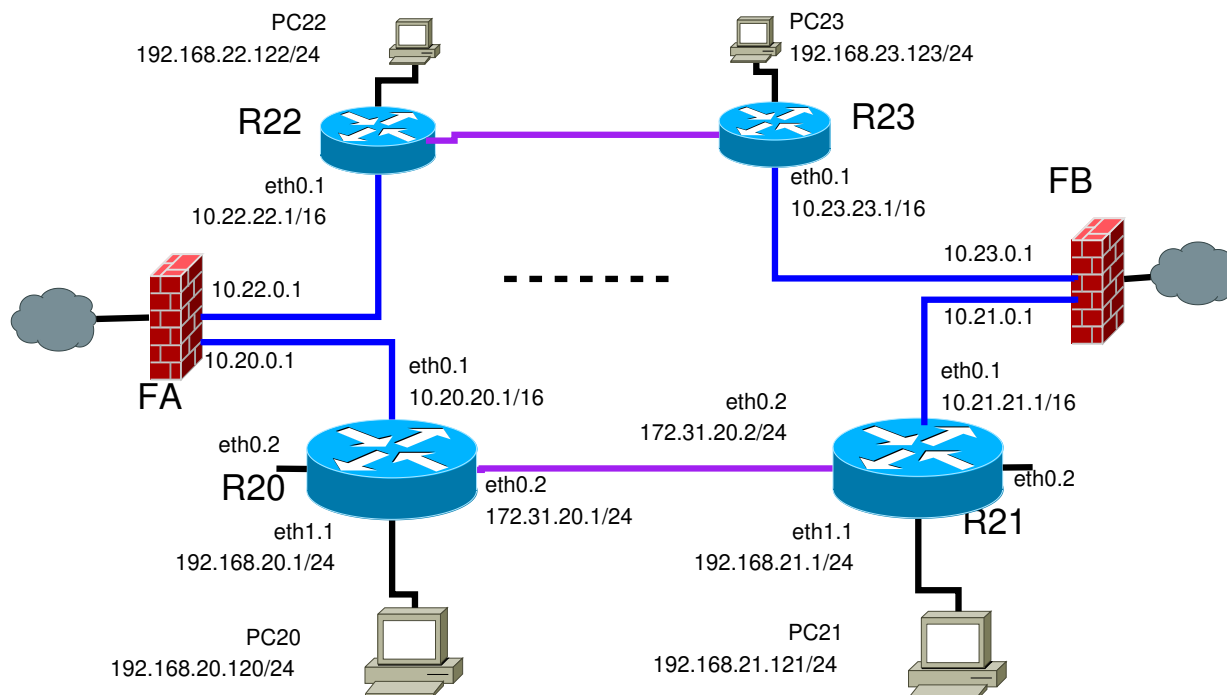 PC22
192.168.22.122/24
PC23
192.168.23.123/24
R22
R23
eth0.1
10.22.22.1/16
eth0.1
10.23.23.1/16
FB
10.22.0.1
10.23.0.1
10.20.0.1
10.21.0.1
FA
eth0.1
10.20.20.1/16
eth0.1
10.21.21.1/16
eth0.2
172.31.20.2/24
eth0.2
R20
eth0.2
172.31.20.1/24
eth0.2
R21
eth1.1
192.168.20.1/24
eth1.1
192.168.21.1/24
PC20
192.168.20.120/24
PC21
192.168.21.121/24